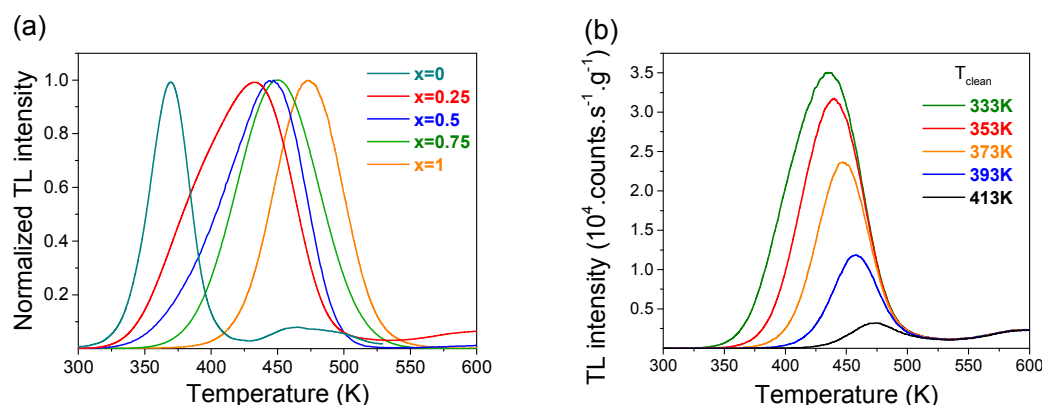 (a)
Normalized TL intensity
1.0
0.8
0.6
0.4
0.2
x=0
x=0.25
x=0.5
x=0.75
x=1
300 350 400 450 500 550 600
Temperature (K)
(b)
TL intensity (10⁴.counts.s⁻¹.g⁻¹)
3.5
3.0
2.5
2.0
1.5
1.0
0.5
T_clean
333K
353K
373K
393K
413K
300 350 400 450 500 550 600
Temperature (K)